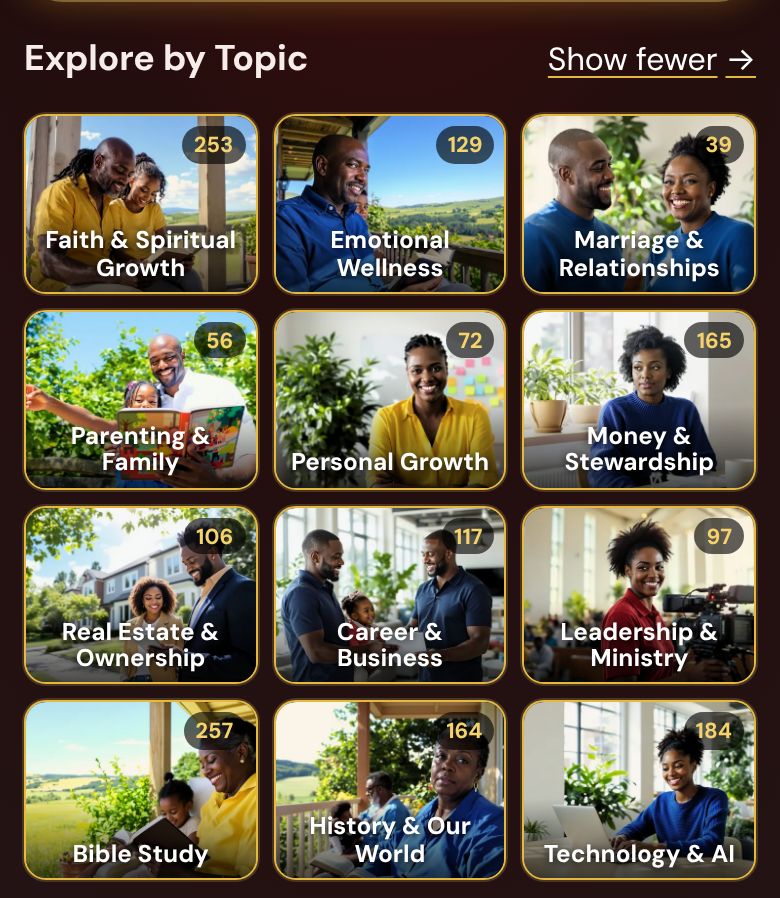 Explore by Topic
Show fewer →
253
Faith & Spiritual
Growth
129
Emotional
Wellness
39
Marriage &
Relationships
56
Parenting &
Family
72
Personal Growth
165
Money &
Stewardship
106
Real Estate &
Ownership
117
Career &
Business
97
Leadership &
Ministry
257
Bible Study
164
History & Our
World
184
Technology & AI